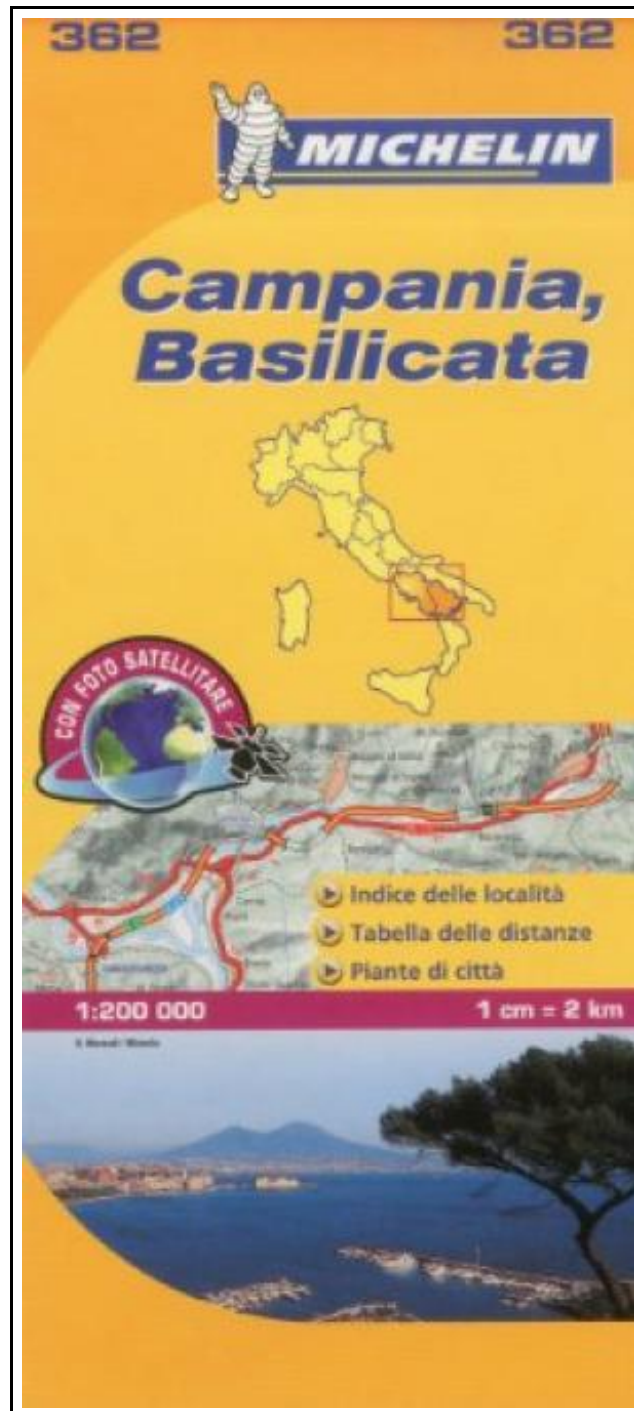 362 362
MICHELIN
Campania,
Basilicata
CON FOTO SATELLITARE
Indice delle località
Tabella delle distanze
Piante di città
1:200 000 1 cm = 2 km